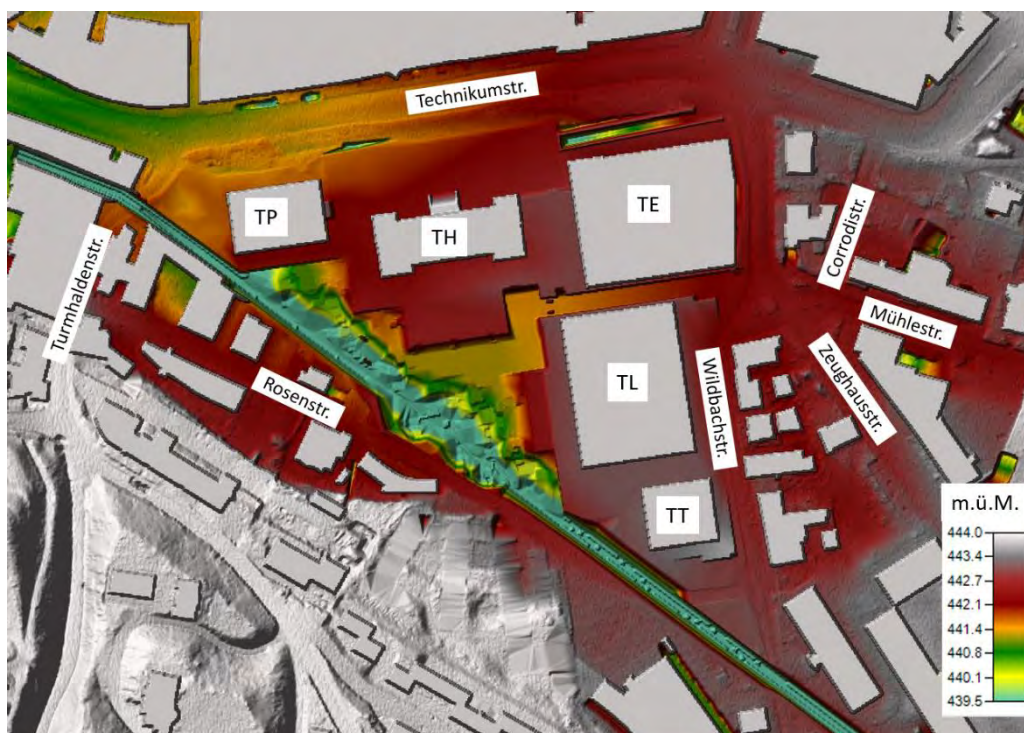 Technikumstr.
TP
TH
TE
Corrodistr.
Turmhaldenstr.
Mühlestr.
Rosenstr.
TL
Wildbachstr.
Zeughausstr.
TT
m.ü.M.
444.0
443.4
442.7
442.1
441.4
440.8
440.1
439.5